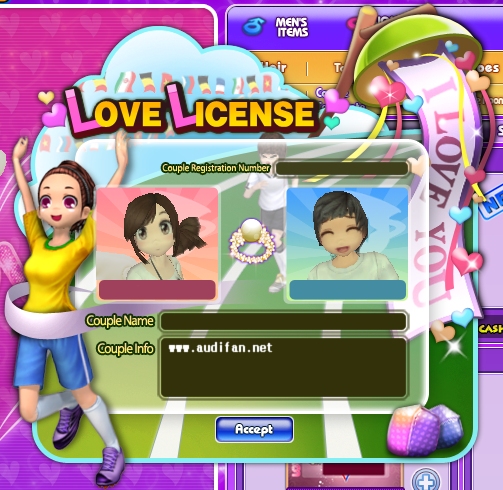 MEN'S
ITEMS
LOVE LICENSE
Couple Registration Number
I LOVE YOU
Couple Name
Couple Info
www.audifan.net
Accept
CASH